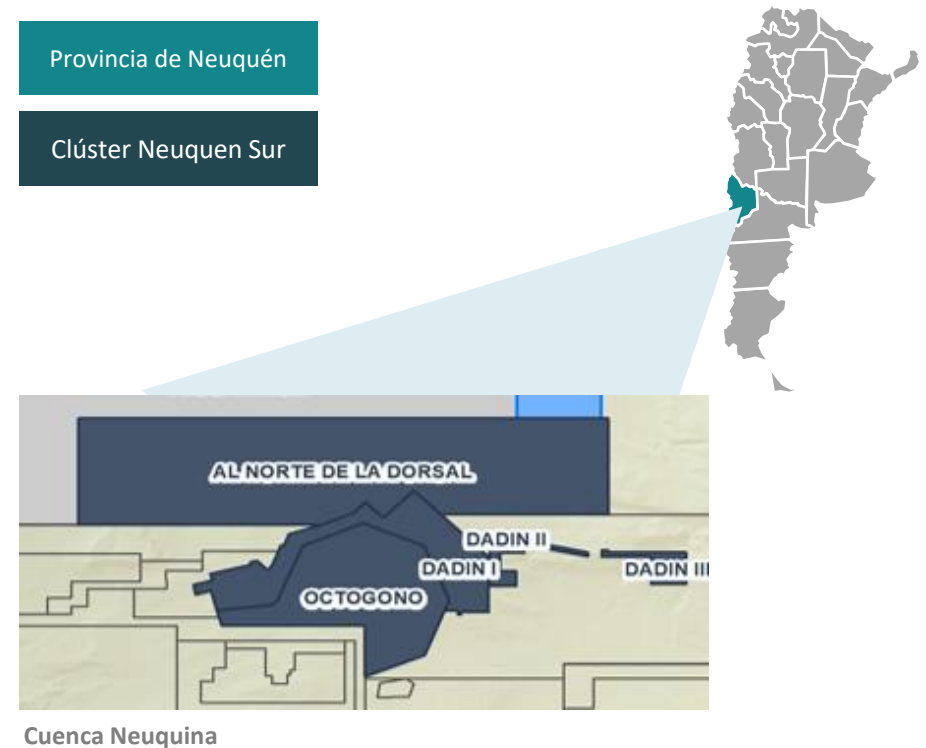 Provincia de Neuquén
Clúster Neuquen Sur
AL NORTE DE LA DORSAL
DADIN II
DADIN I
DADIN III
OCTOGONO
Cuenca Neuquina